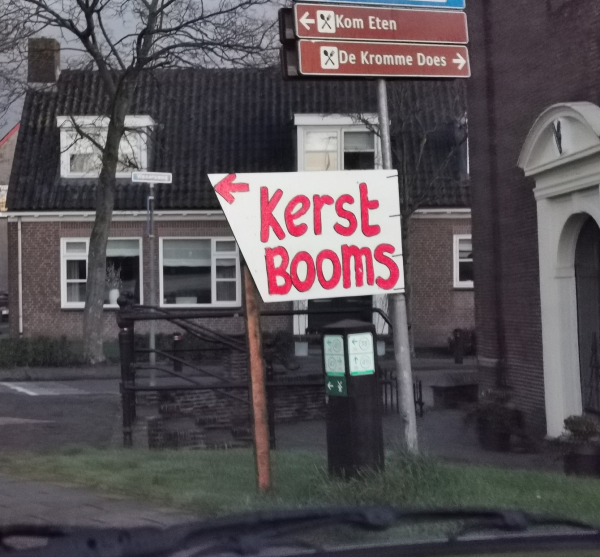 Kom Eten
De Kromme Does
Kerst
BOOMS